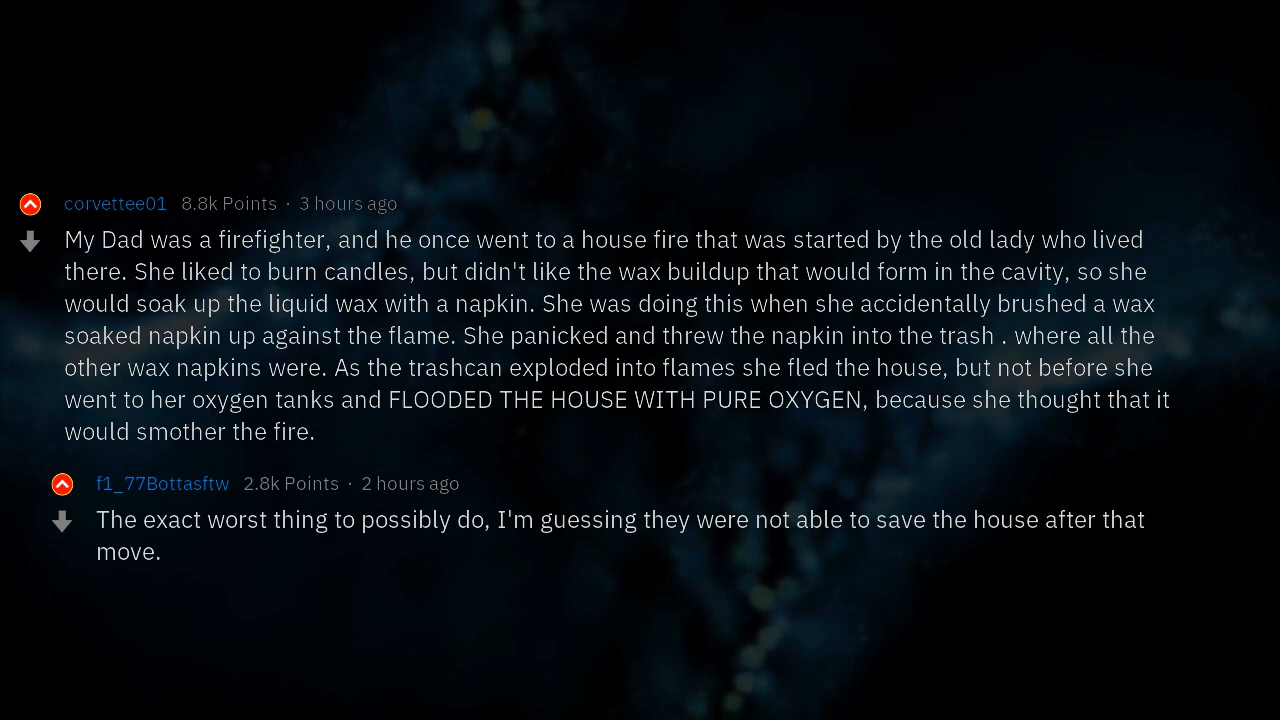 corvettee01 8.8k Points · 3 hours ago
My Dad was a firefighter, and he once went to a house fire that was started by the old lady who lived
there. She liked to burn candles, but didn't like the wax buildup that would form in the cavity, so she
would soak up the liquid wax with a napkin. She was doing this when she accidentally brushed a wax
soaked napkin up against the flame. She panicked and threw the napkin into the trash . where all the
other wax napkins were. As the trashcan exploded into flames she fled the house, but not before she
went to her oxygen tanks and FLOODED THE HOUSE WITH PURE OXYGEN, because she thought that it
would smother the fire.
f1_77Bottasftw 2.8k Points · 2 hours ago
The exact worst thing to possibly do, I'm guessing they were not able to save the house after that
move.